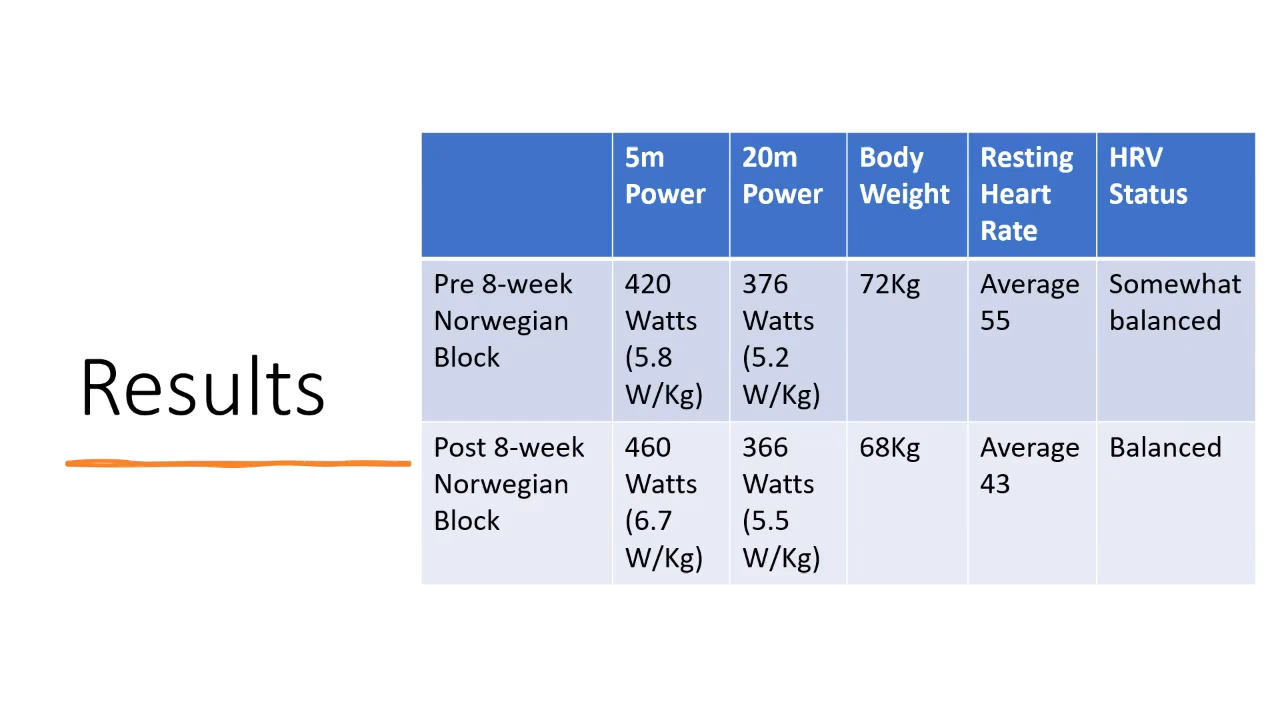 Results
5m Power
20m Power
Body Weight
Resting Heart Rate
HRV Status
Pre 8-week Norwegian Block
420 Watts (5.8 W/Kg)
376 Watts (5.2 W/Kg)
72Kg
Average 55
Somewhat balanced
Post 8-week Norwegian Block
460 Watts (6.7 W/Kg)
366 Watts (5.5 W/Kg)
68Kg
Average 43
Balanced